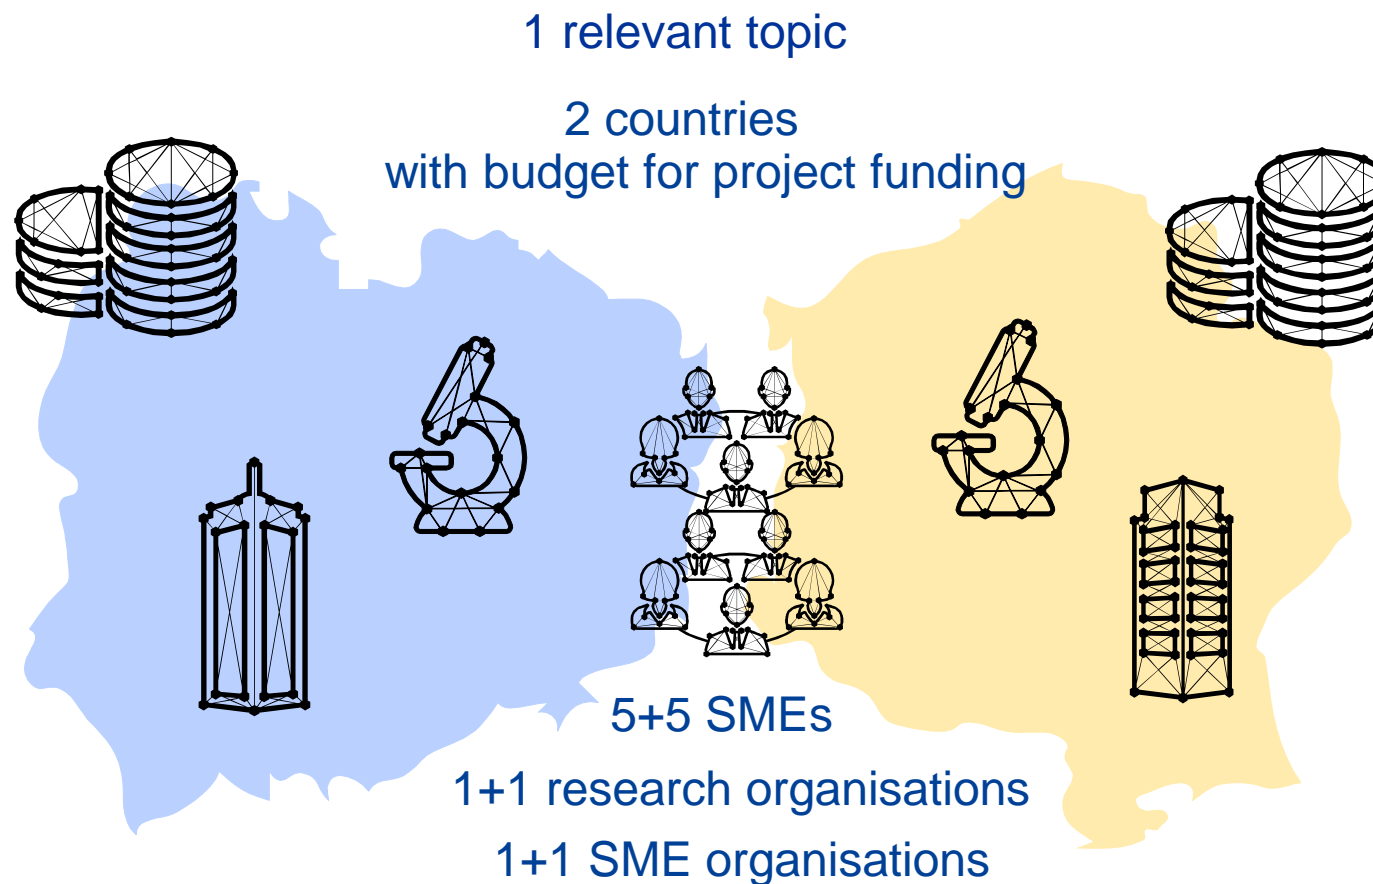 1 relevant topic
2 countries
with budget for project funding
5+5 SMEs
1+1 research organisations
1+1 SME organisations